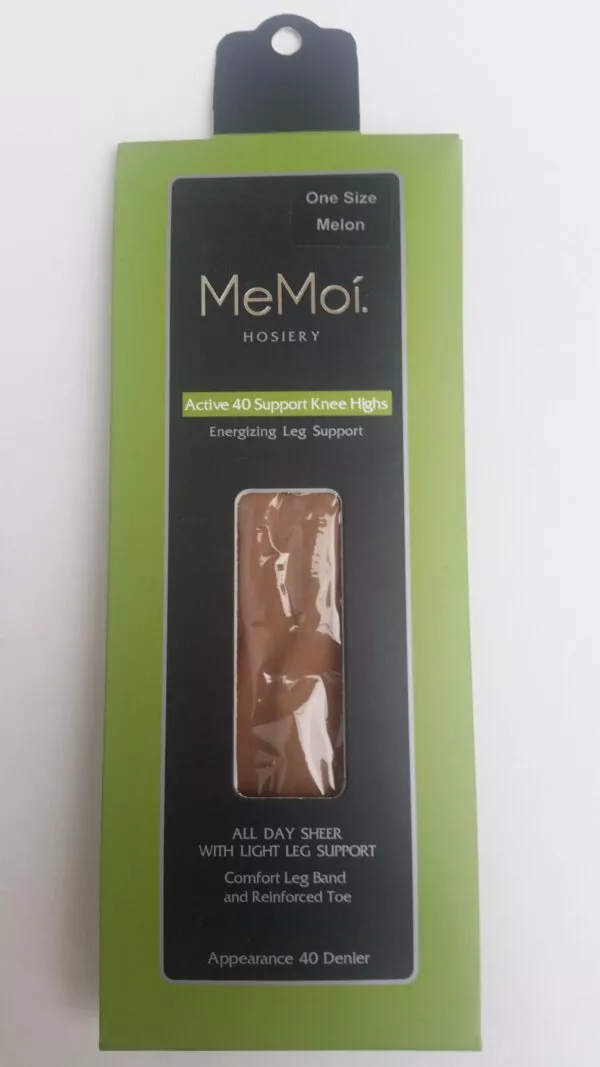 One Size
Melon
MeMoí.
HOSIERY
Active 40 Support Knee Highs
Energizing Leg Support
ALL DAY SHEER
WITH LIGHT LEG SUPPORT
Comfort Leg Band
and Reinforced Toe
Appearance 40 Denier